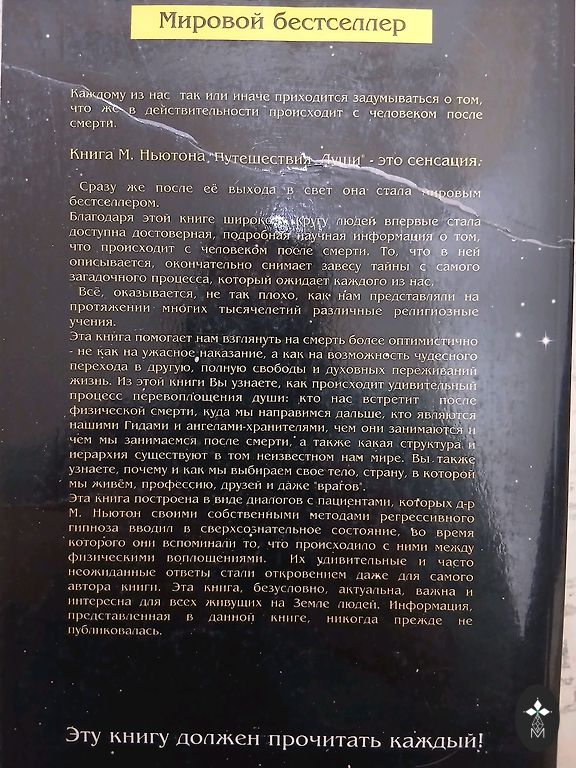 Мировой бестселлер
Каждому из нас так или иначе приходится задумываться о том,
что же в действительности происходит с человеком после
смерти.
Книга М. Ньютона "Путешествия Души" - это сенсация.
Сразу же после её выхода в свет она стала мировым
бестселлером.
Благодаря этой книге широкому кругу людей впервые стала
доступна достоверная, подробная научная информация о том,
что происходит с человеком после смерти. То, что в ней
описывается, окончательно снимает завесу тайны с самого
загадочного процесса, который ожидает каждого из нас.
Всё, оказывается, не так плохо, как нам представляли на
протяжении многих тысячелетий различные религиозные
учения.
Эта книга помогает нам взглянуть на смерть более оптимистично
- не как на ужасное наказание, а как на возможность чудесного
перехода в другую, полную свободы и духовных переживаний
жизнь. Из этой книги Вы узнаете, как происходит удивительный
процесс перевоплощения души: кто нас встретит после
физической смерти, куда мы направимся дальше, кто являются
нашими Гидами и ангелами-хранителями, чем они занимаются и
чем мы занимаемся после смерти, а также какая структура и
иерархия существуют в том неизвестном нам мире. Вы также
узнаете, почему и как мы выбираем свое тело, страну, в которой
мы живём, профессию, друзей и даже "врагов".
Эта книга построена в виде диалогов с пациентами, которых д-р
М. Ньютон своими собственными методами регрессивного
гипноза вводил в сверхсознательное состояние, во время
которого они вспоминали то, что происходило с ними между
физическими воплощениями. Их удивительные и часто
неожиданные ответы стали откровением даже для самого
автора книги. Эта книга, безусловно, актуальна, важна и
интересна для всех живущих на Земле людей. Информация,
представленная в данной книге, никогда прежде не
публиковалась.
Эту книгу должен прочитать каждый!